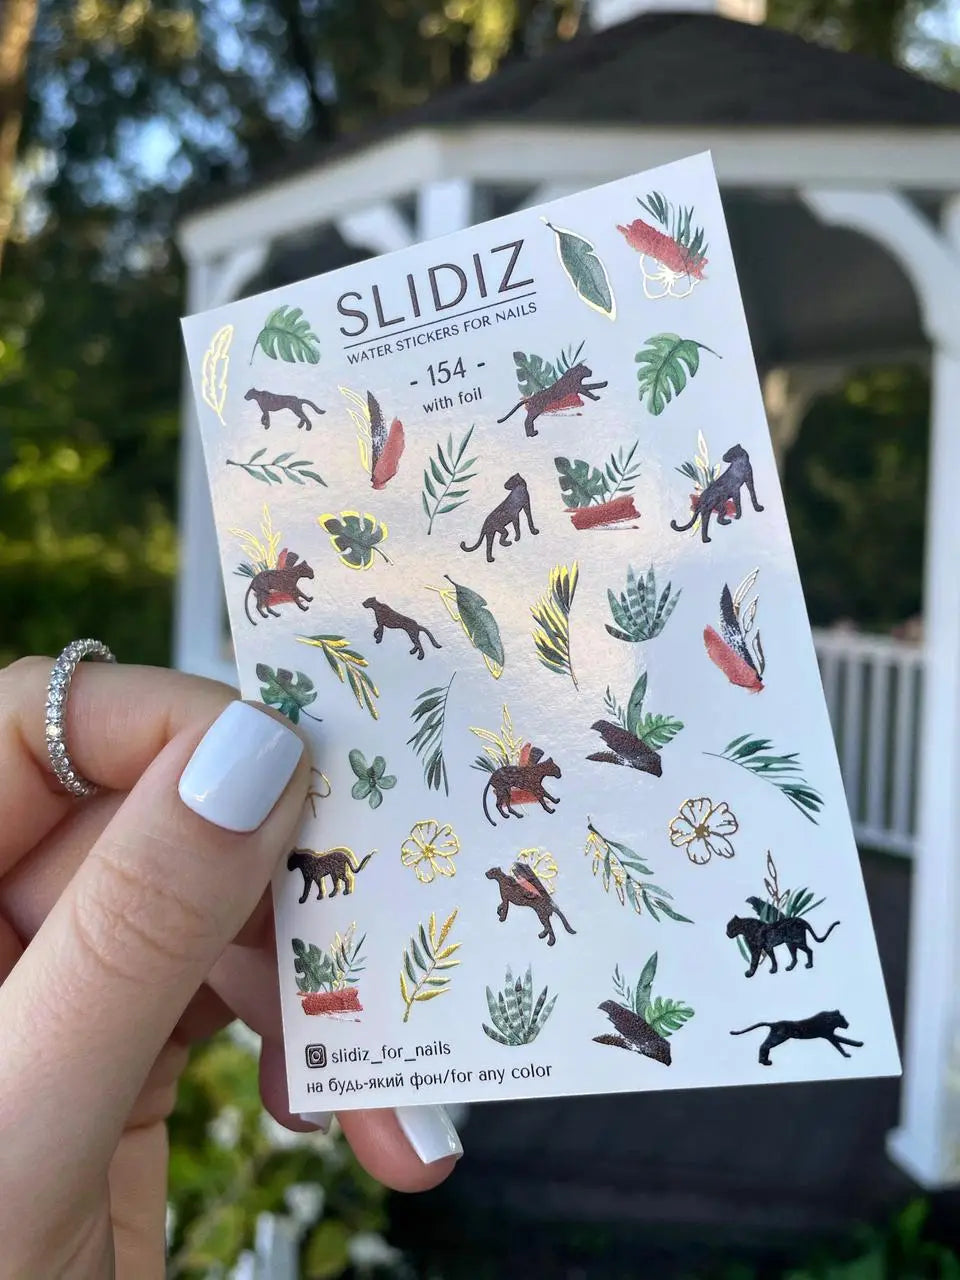 SLIDIZ
WATER STICKERS FOR NAILS
- 154 -
with foil
slidiz_for_nails
на будь-який фон/for any color